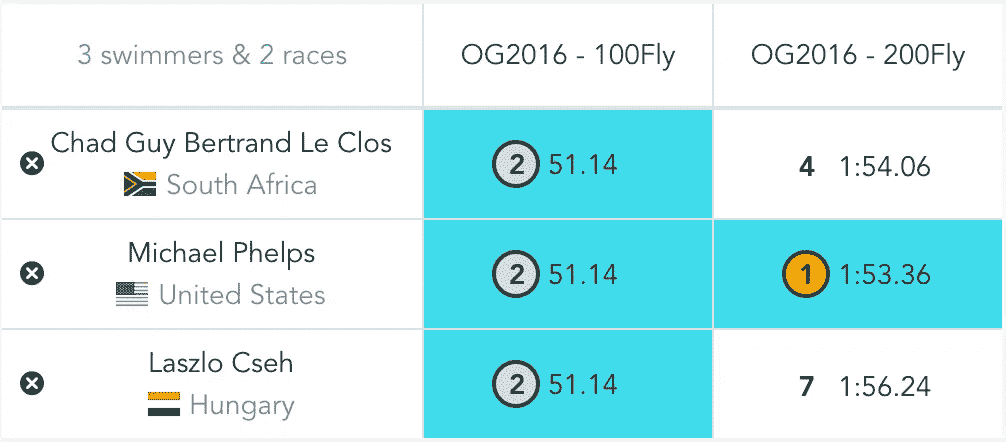 3 swimmers & 2 races OG2016 - 100Fly OG2016 - 200Fly
Chad Guy Bertrand Le Clos
South Africa
2 51.14
4 1:54.06
Michael Phelps
United States
2 51.14
1 1:53.36
Laszlo Cseh
Hungary
2 51.14
7 1:56.24